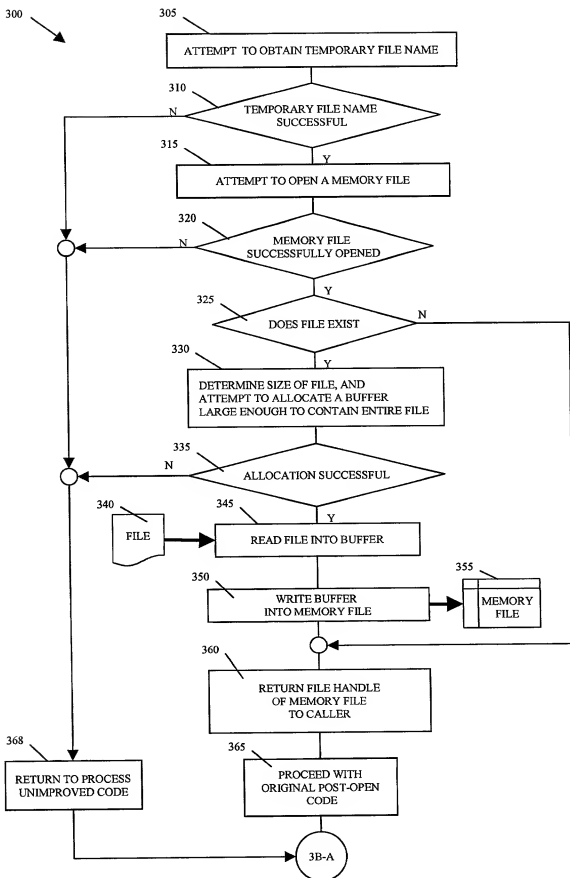 300
305
ATTEMPT TO OBTAIN TEMPORARY FILE NAME
310
N
TEMPORARY FILE NAME
SUCCESSFUL
315
Y
ATTEMPT TO OPEN A MEMORY FILE
320
N
MEMORY FILE
SUCCESSFULLY OPENED
325
Y
DOES FILE EXIST
N
330
Y
DETERMINE SIZE OF FILE, AND
ATTEMPT TO ALLOCATE A BUFFER
LARGE ENOUGH TO CONTAIN ENTIRE FILE
335
N
ALLOCATION SUCCESSFUL
340
345
Y
FILE
READ FILE INTO BUFFER
350
355
WRITE BUFFER
INTO MEMORY FILE
MEMORY
FILE
360
RETURN FILE HANDLE
OF MEMORY FILE
TO CALLER
368
365
RETURN TO PROCESS
UNIMPROVED CODE
PROCEED WITH
ORIGINAL POST-OPEN
CODE
3B-A